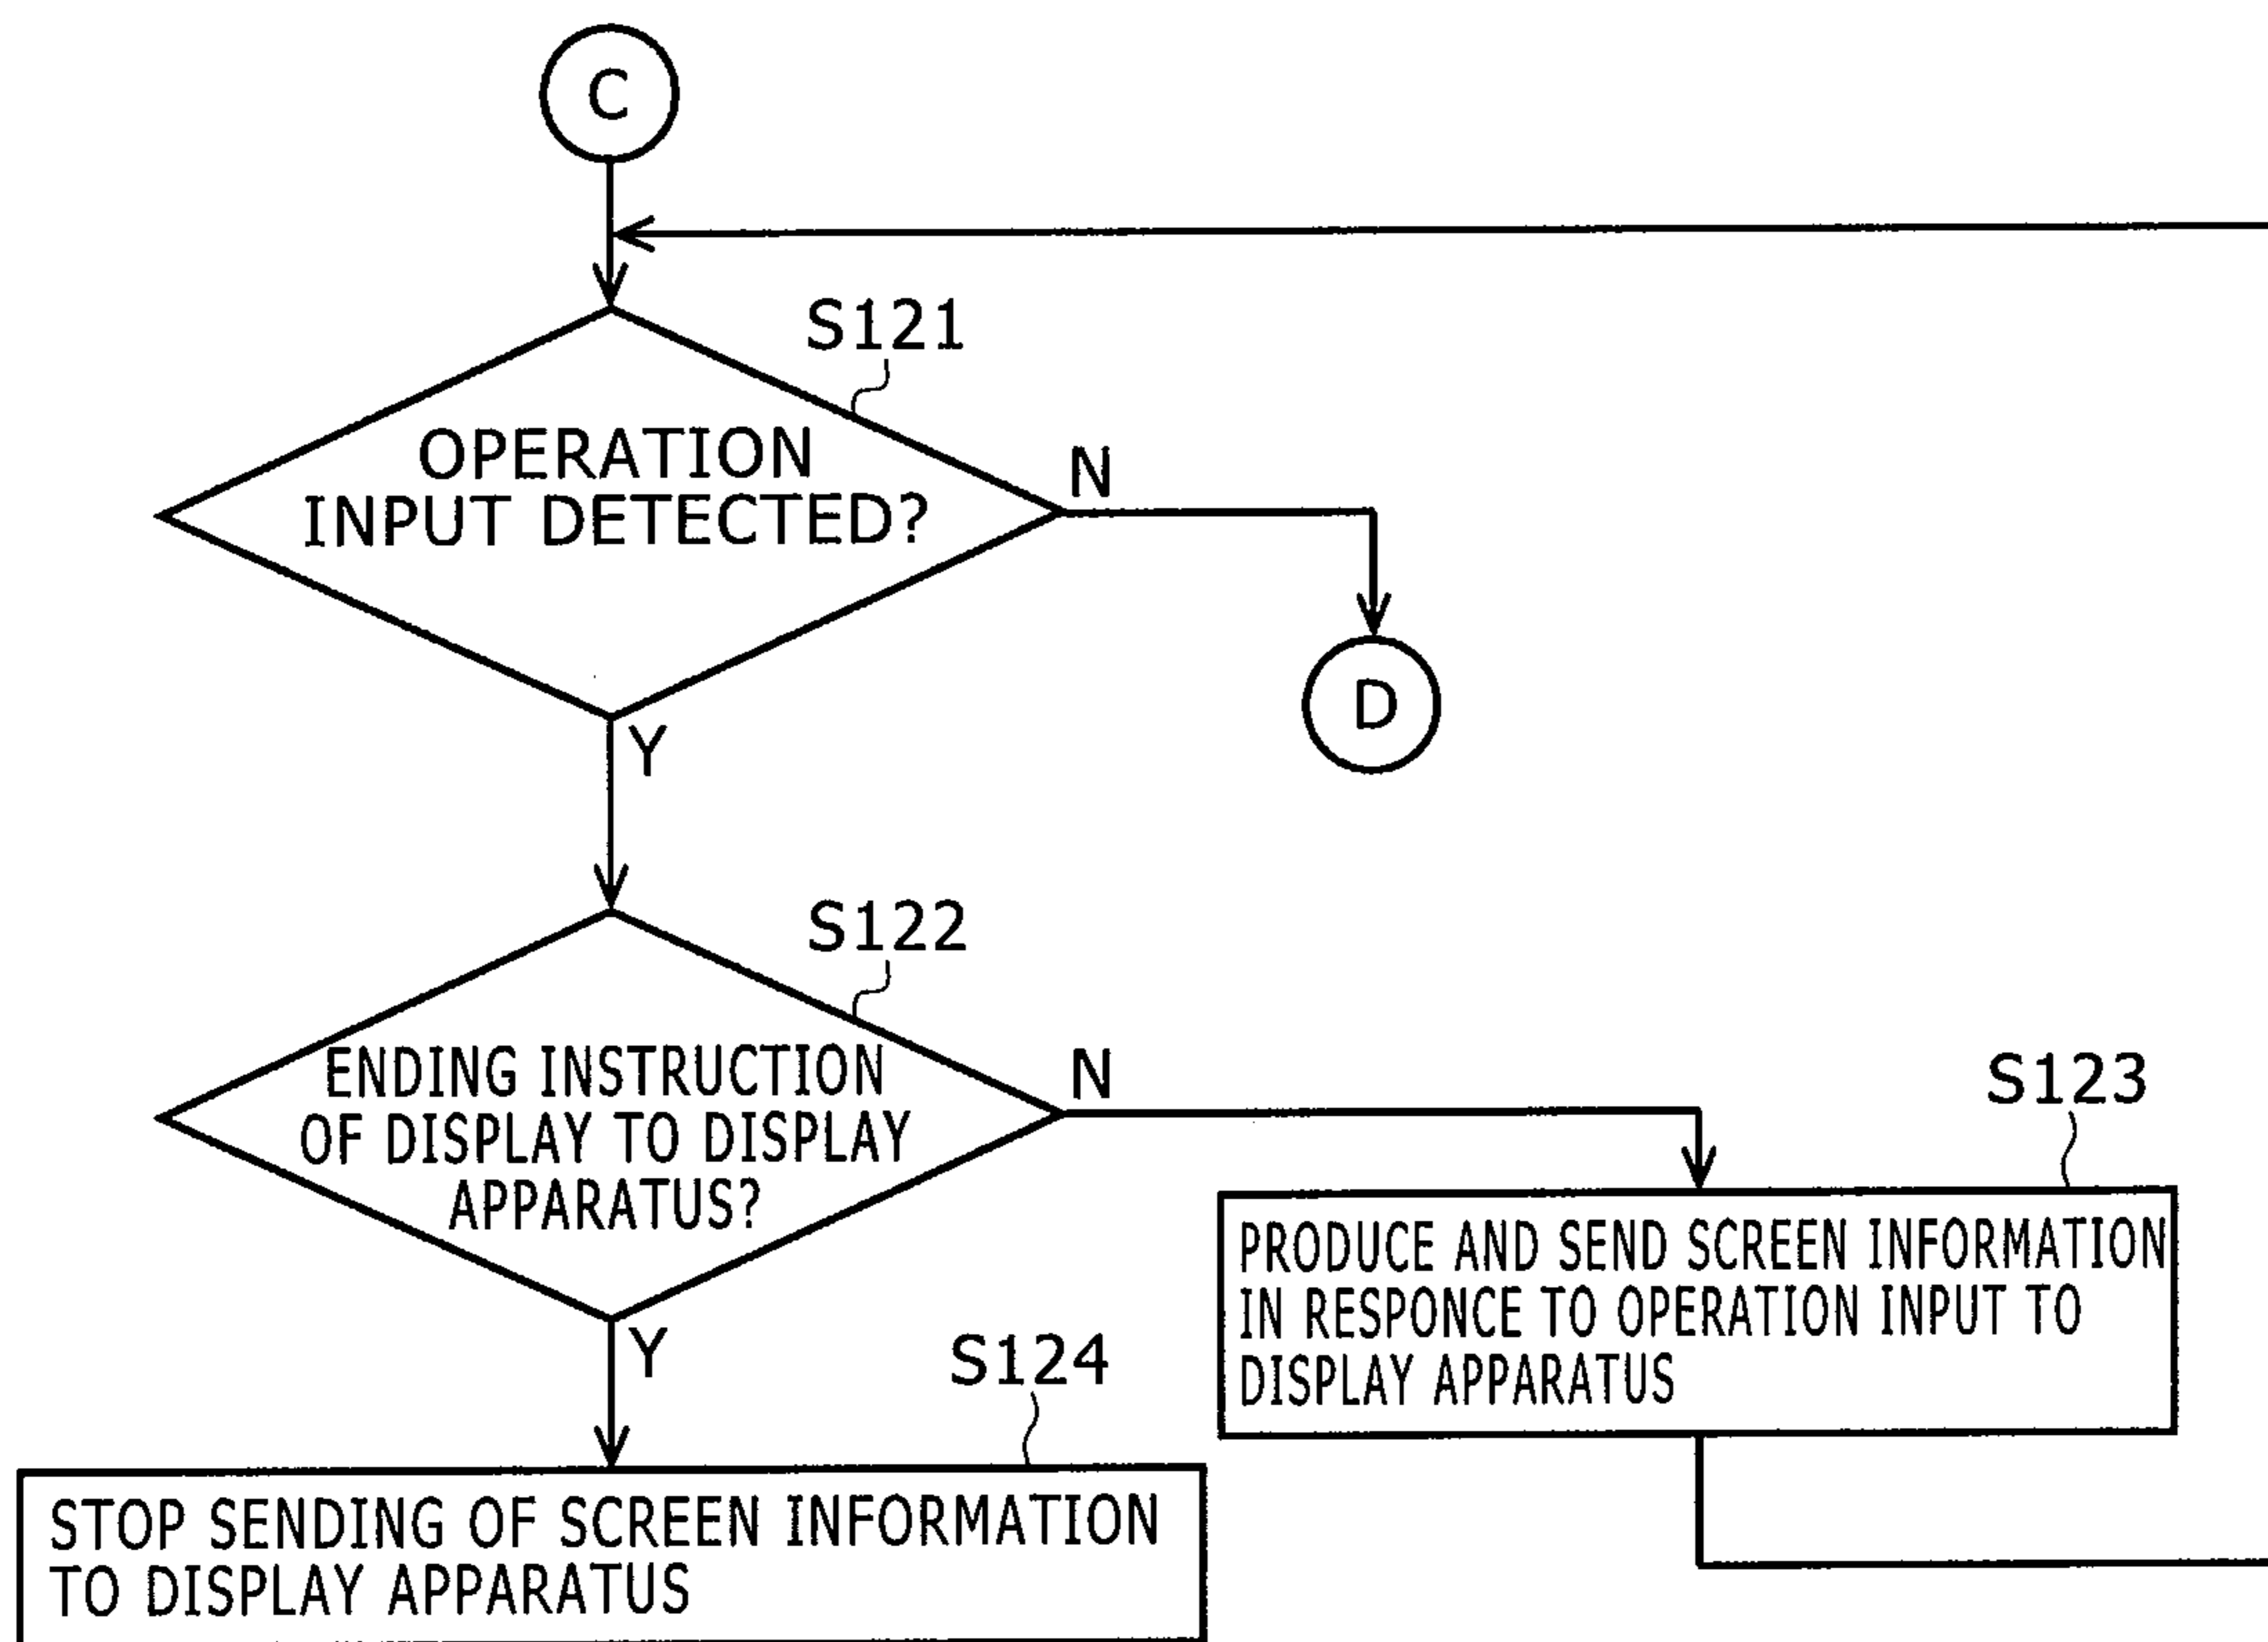 C
S121
OPERATION
INPUT DETECTED?
N
D
Y
S122
ENDING INSTRUCTION
OF DISPLAY TO DISPLAY
APPARATUS?
N
S123
PRODUCE AND SEND SCREEN INFORMATION
IN RESPONCE TO OPERATION INPUT TO
DISPLAY APPARATUS
Y
S124
STOP SENDING OF SCREEN INFORMATION
TO DISPLAY APPARATUS